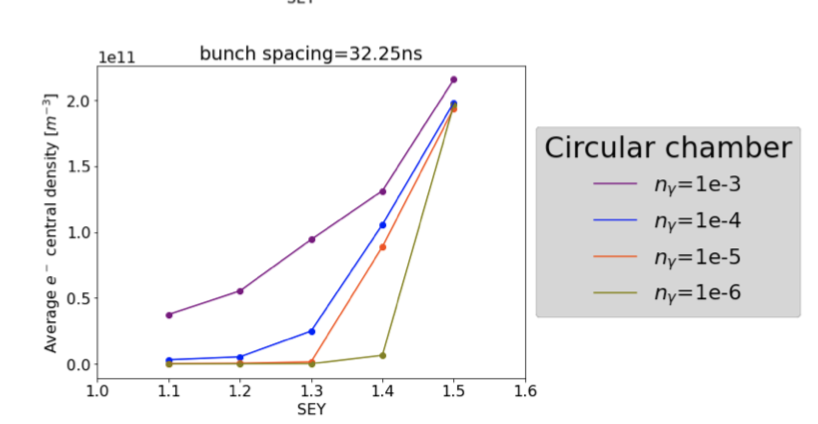 SEY
1e11
bunch spacing=32.25ns
Average e⁻ central density [m⁻³]
2.0
1.5
1.0
0.5
0.0
1.0 1.1 1.2 1.3 1.4 1.5 1.6
SEY
Circular chamber
nᵧ=1e-3
nᵧ=1e-4
nᵧ=1e-5
nᵧ=1e-6